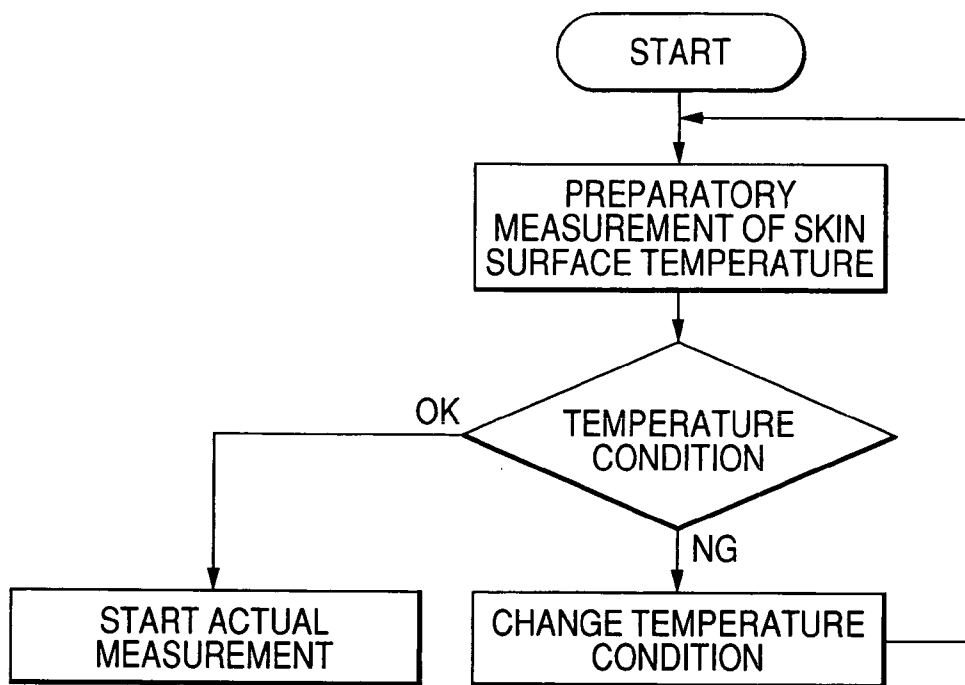 START
PREPARATORY
MEASUREMENT OF SKIN
SURFACE TEMPERATURE
OK
TEMPERATURE
CONDITION
NG
START ACTUAL
MEASUREMENT
CHANGE TEMPERATURE
CONDITION